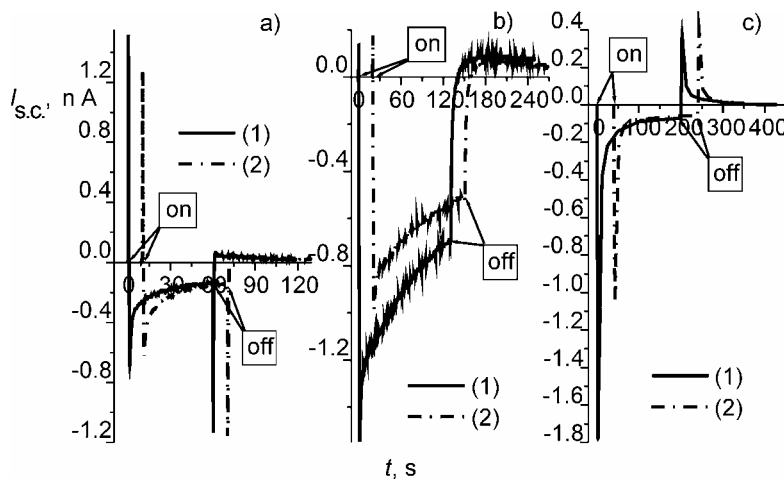 a)
on
1.2
I s.c., n A
0.8
(1)
(2)
0.4
on
0.0
0 30 60 90 120
-0.4
off
-0.8
-1.2
b)
on
0.0
0 60 120 180 240
-0.4
-0.8
off
-1.2
(1)
(2)
c)
0.4
on
0.2
0.0
0 100 200 300 400
-0.2
off
-0.4
-0.6
-0.8
-1.0
-1.2
-1.4
-1.6
-1.8
(1)
(2)
t, s